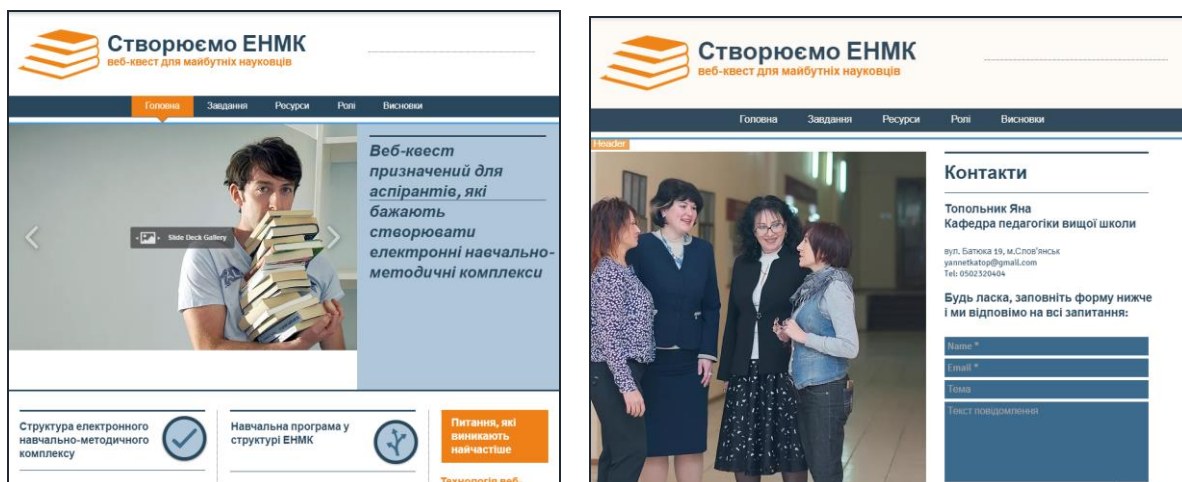 Створюємо ЕНМК
веб-квест для майбутніх науковців
Головна Завдання Ресурси Ролі Висновки
Slide Deck Gallery
Веб-квест
призначений для
аспірантів, які
бажають
створювати
електронні навчально-
методичні комплекси
Структура електронного
навчально-методичного
комплексу
Навчальна програма у
структурі ЕНМК
Питання, які
виникають
найчастіше
Технологія веб-
Створюємо ЕНМК
веб-квест для майбутніх науковців
Головна Завдання Ресурси Ролі Висновки
Header
Контакти
Топольник Яна
Кафедра педагогіки вищої школи
вул. Батюка 19, м.Слов'янськ
yannetkatop@gmail.com
Tel: 0502320404
Будь ласка, заповніть форму нижче
і ми відповімо на всі запитання:
Name *
Email *
Тема
Текст повідомлення